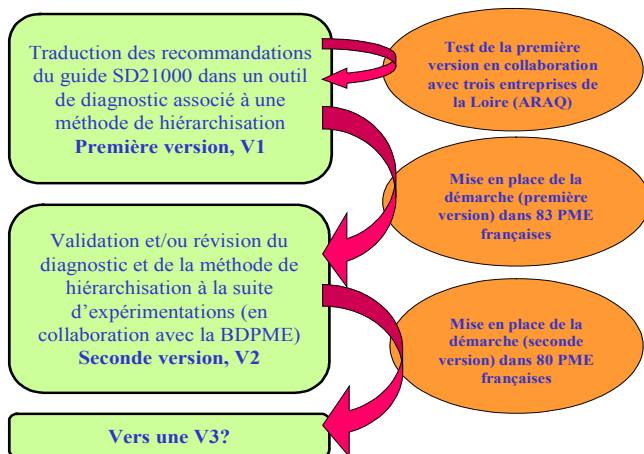 Traduction des recommandations
du guide SD21000 dans un outil
de diagnostic associé à une
méthode de hiérarchisation
Première version, V1
Test de la première
version en collaboration
avec trois entreprises de
la Loire (ARAQ)
Mise en place de la
démarche (première
version) dans 83 PME
françaises
Validation et/ou révision du
diagnostic et de la méthode de
hiérarchisation à la suite
d'expérimentations (en
collaboration avec la BDPME)
Seconde version, V2
Mise en place de la
démarche (seconde
version) dans 80 PME
françaises
Vers une V3?